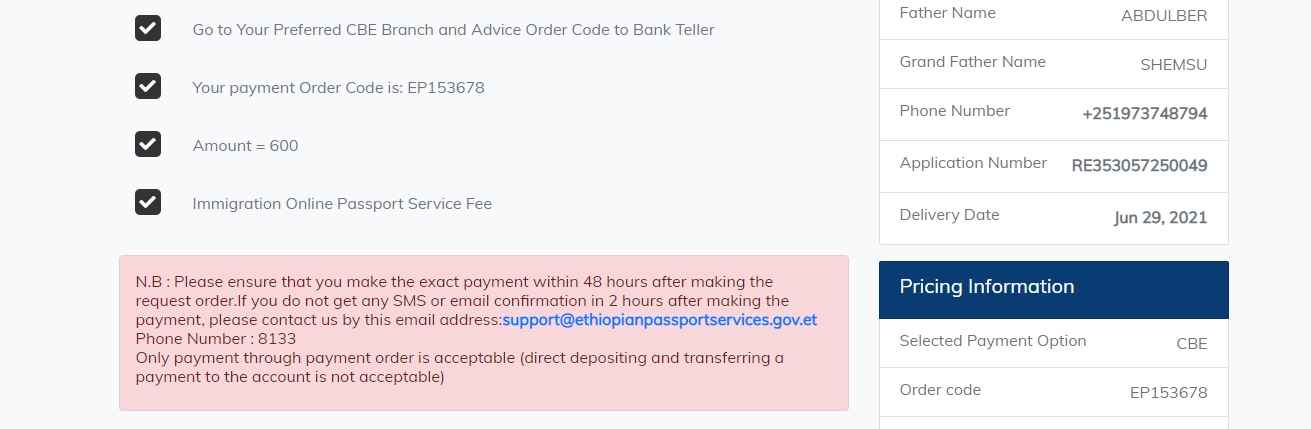 Go to Your Preferred CBE Branch and Advice Order Code to Bank Teller
Your payment Order Code is: EP153678
Amount = 600
Immigration Online Passport Service Fee
N.B : Please ensure that you make the exact payment within 48 hours after making the
request order.If you do not get any SMS or email confirmation in 2 hours after making the
payment, please contact us by this email address:support@ethiopianpassportservices.gov.et
Phone Number : 8133
Only payment through payment order is acceptable (direct depositing and transferring a
payment to the account is not acceptable)
Father Name ABDULBER
Grand Father Name SHEMSU
Phone Number +251973748794
Application Number RE353057250049
Delivery Date Jun 29, 2021
Pricing Information
Selected Payment Option CBE
Order code EP153678